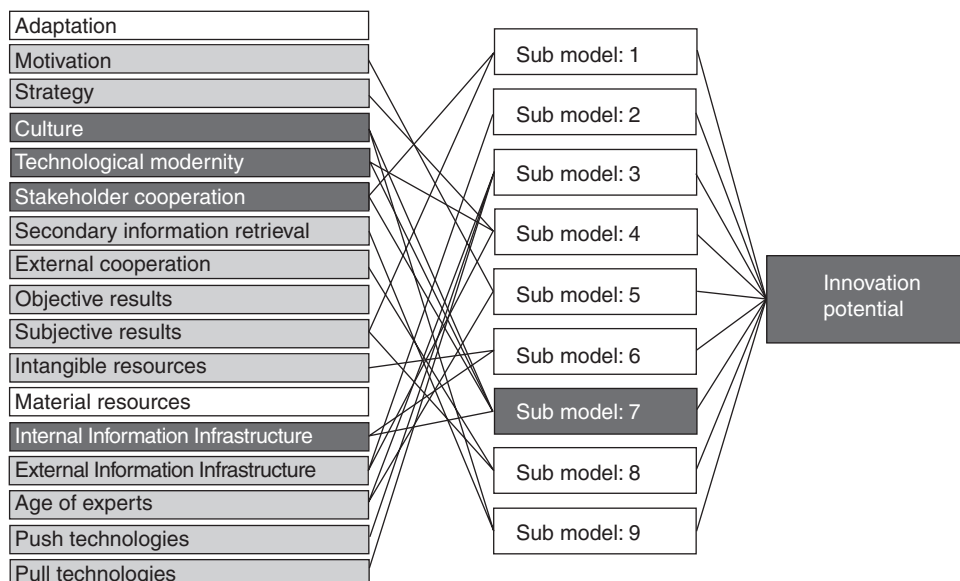 Adaptation
Motivation
Strategy
Culture
Technological modernity
Stakeholder cooperation
Secondary information retrieval
External cooperation
Objective results
Subjective results
Intangible resources
Material resources
Internal Information Infrastructure
External Information Infrastructure
Age of experts
Push technologies
Pull technologies
Sub model: 1
Sub model: 2
Sub model: 3
Sub model: 4
Sub model: 5
Sub model: 6
Sub model: 7
Sub model: 8
Sub model: 9
Innovation
potential